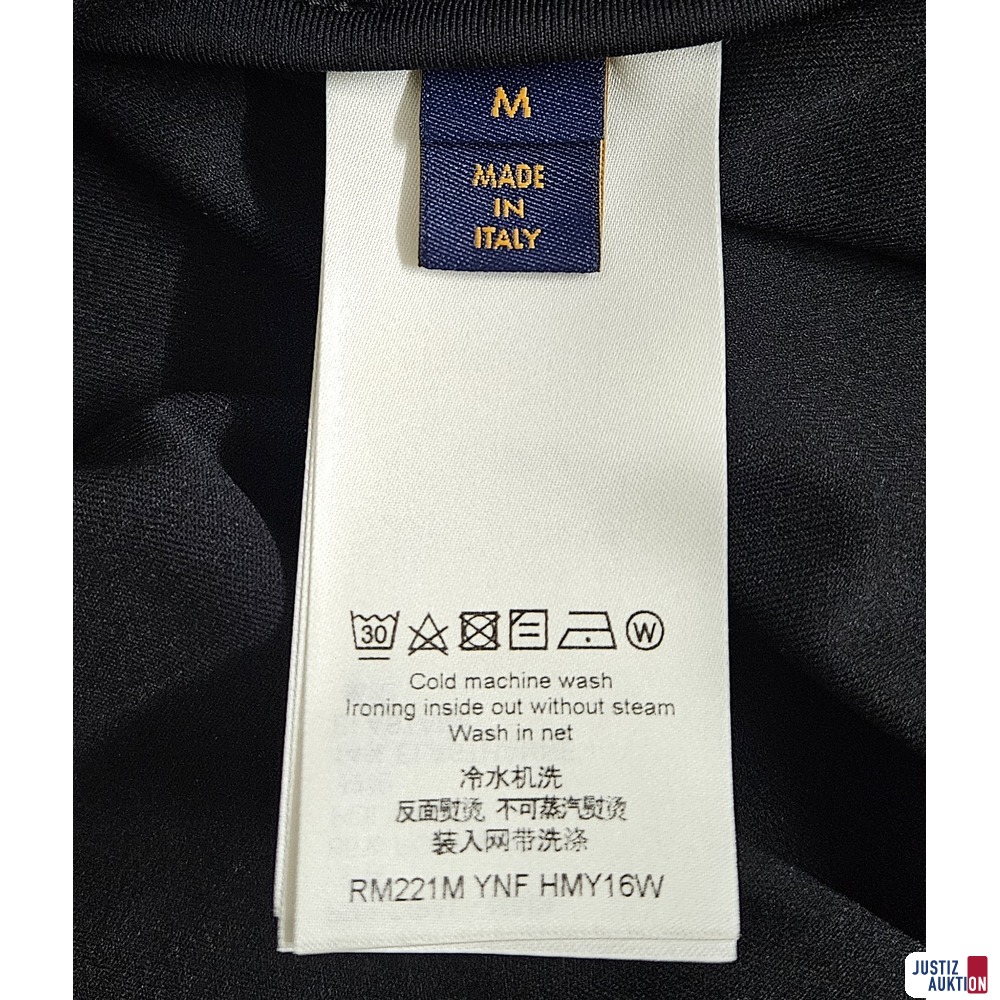 M
MADE
IN
ITALY
30
W
Cold machine wash
Ironing inside out without steam
Wash in net
冷水机洗
反面熨烫 不可蒸汽熨烫
装入网带洗涤
RM221M YNF HMY16W
JUSTIZ
AUKTION